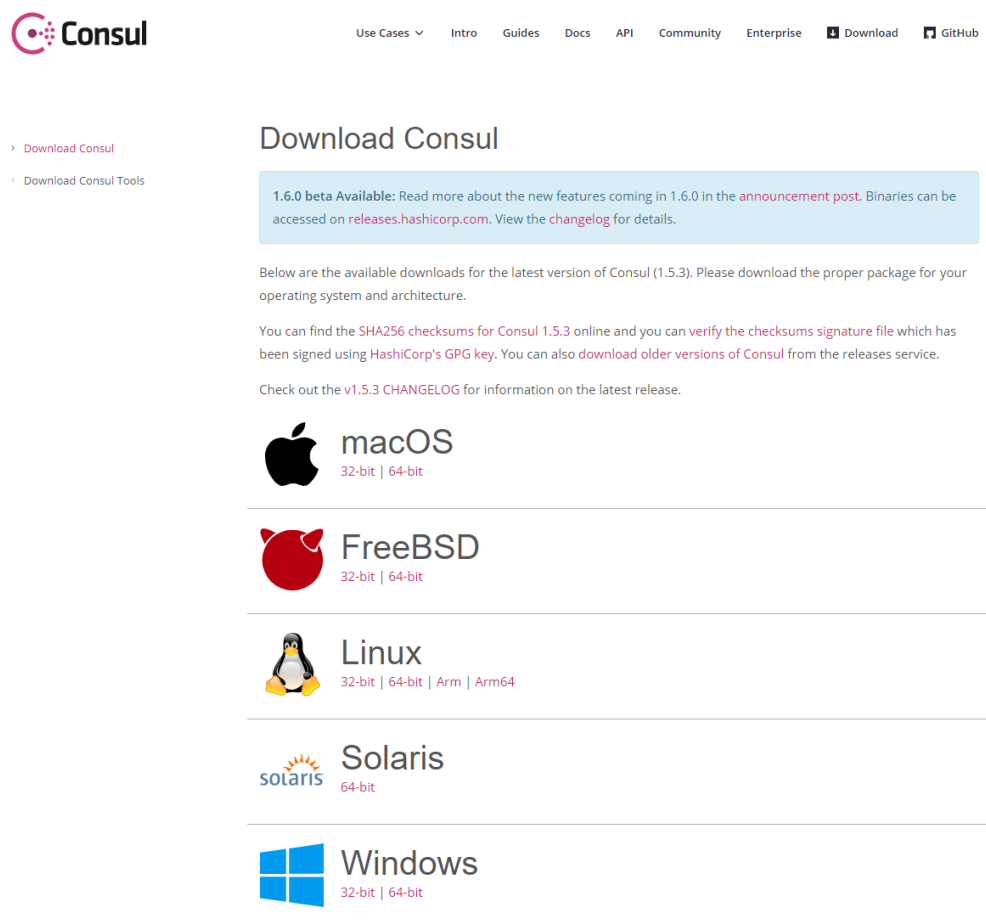 Consul
Use Cases Intro Guides Docs API Community Enterprise Download GitHub
Download Consul
Download Consul Tools
Download Consul
1.6.0 beta Available: Read more about the new features coming in 1.6.0 in the announcement post. Binaries can be
accessed on releases.hashicorp.com. View the changelog for details.
Below are the available downloads for the latest version of Consul (1.5.3). Please download the proper package for your
operating system and architecture.
You can find the SHA256 checksums for Consul 1.5.3 online and you can verify the checksums signature file which has
been signed using HashiCorp's GPG key. You can also download older versions of Consul from the releases service.
Check out the v1.5.3 CHANGELOG for information on the latest release.
macOS
32-bit | 64-bit
FreeBSD
32-bit | 64-bit
Linux
32-bit | 64-bit | Arm | Arm64
solaris
Solaris
64-bit
Windows
32-bit | 64-bit